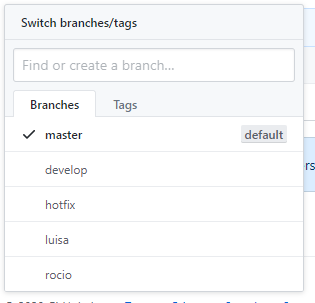 Switch branches/tags
Find or create a branch...
Branches Tags
master default
develop
hotfix
luisa
rocio